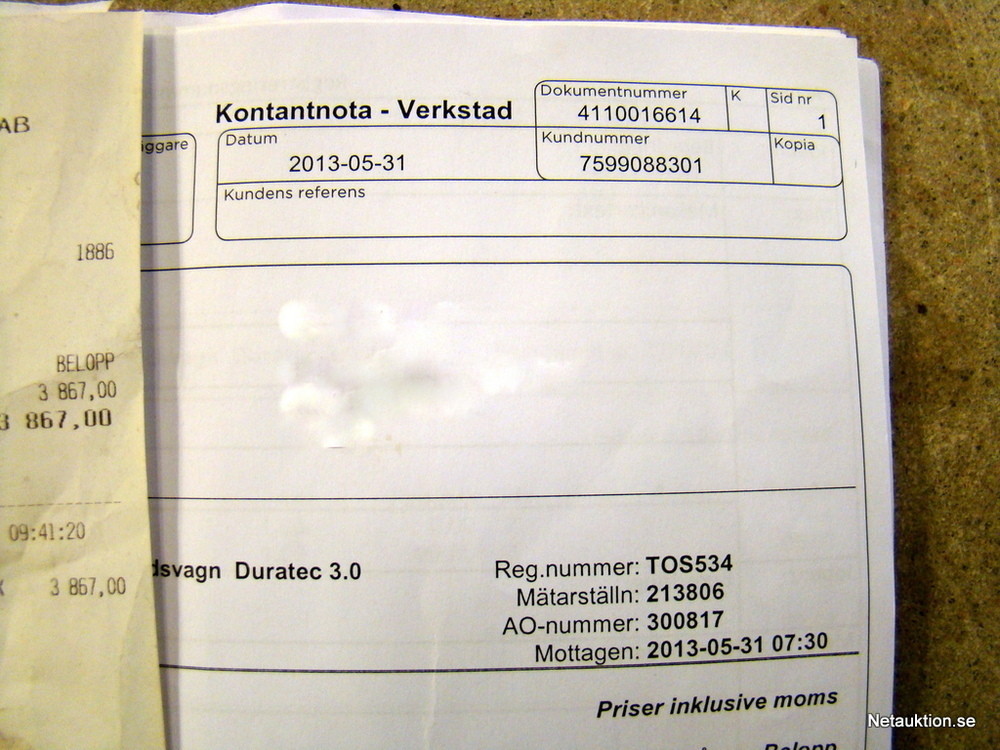 AB
1886
BELOPP
3 867,00
3 867,00
09:41:20
K 3 867,00
Kontantnota - Verkstad
Dokumentnummer
4110016614
K
Sid nr
1
Datum
2013-05-31
Kundnummer
7599088301
Kopia
Kundens referens
äggare
dsvagn Duratec 3.0
Reg.nummer: TOS534
Mätarställn: 213806
AO-nummer: 300817
Mottagen: 2013-05-31 07:30
Priser inklusive moms
Belopp
Netauktion.se